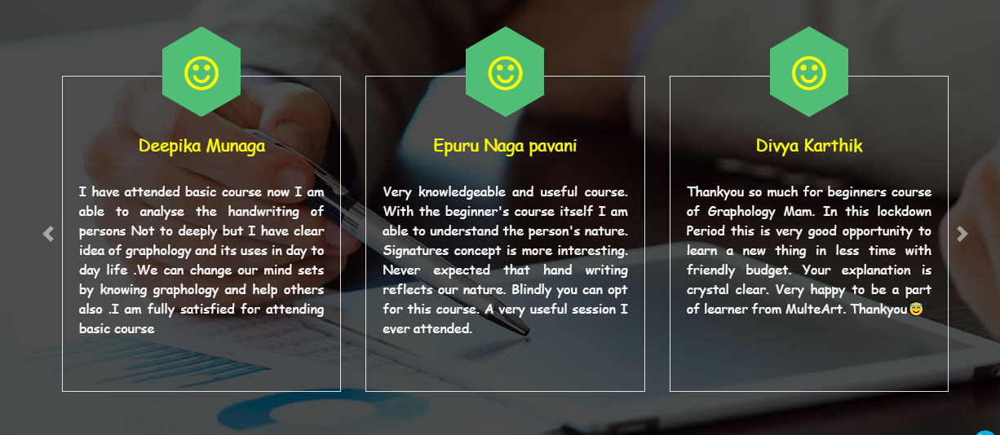 Deepika Munaga
I have attended basic course now I am
able to analyse the handwriting of
persons Not to deeply but I have clear
idea of graphology and its uses in day to
day life .We can change our mind sets
by knowing graphology and help others
also .I am fully satisfied for attending
basic course
Epuru Naga pavani
Very knowledgeable and useful course.
With the beginner's course itself I am
able to understand the person's nature.
Signatures concept is more interesting.
Never expected that hand writing
reflects our nature. Blindly you can opt
for this course. A very useful session I
ever attended.
Divya Karthik
Thankyou so much for beginners course
of Graphology Mam. In this lockdown
Period this is very good opportunity to
learn a new thing in less time with
friendly budget. Your explanation is
crystal clear. Very happy to be a part
of learner from MulteArt. Thankyou😇